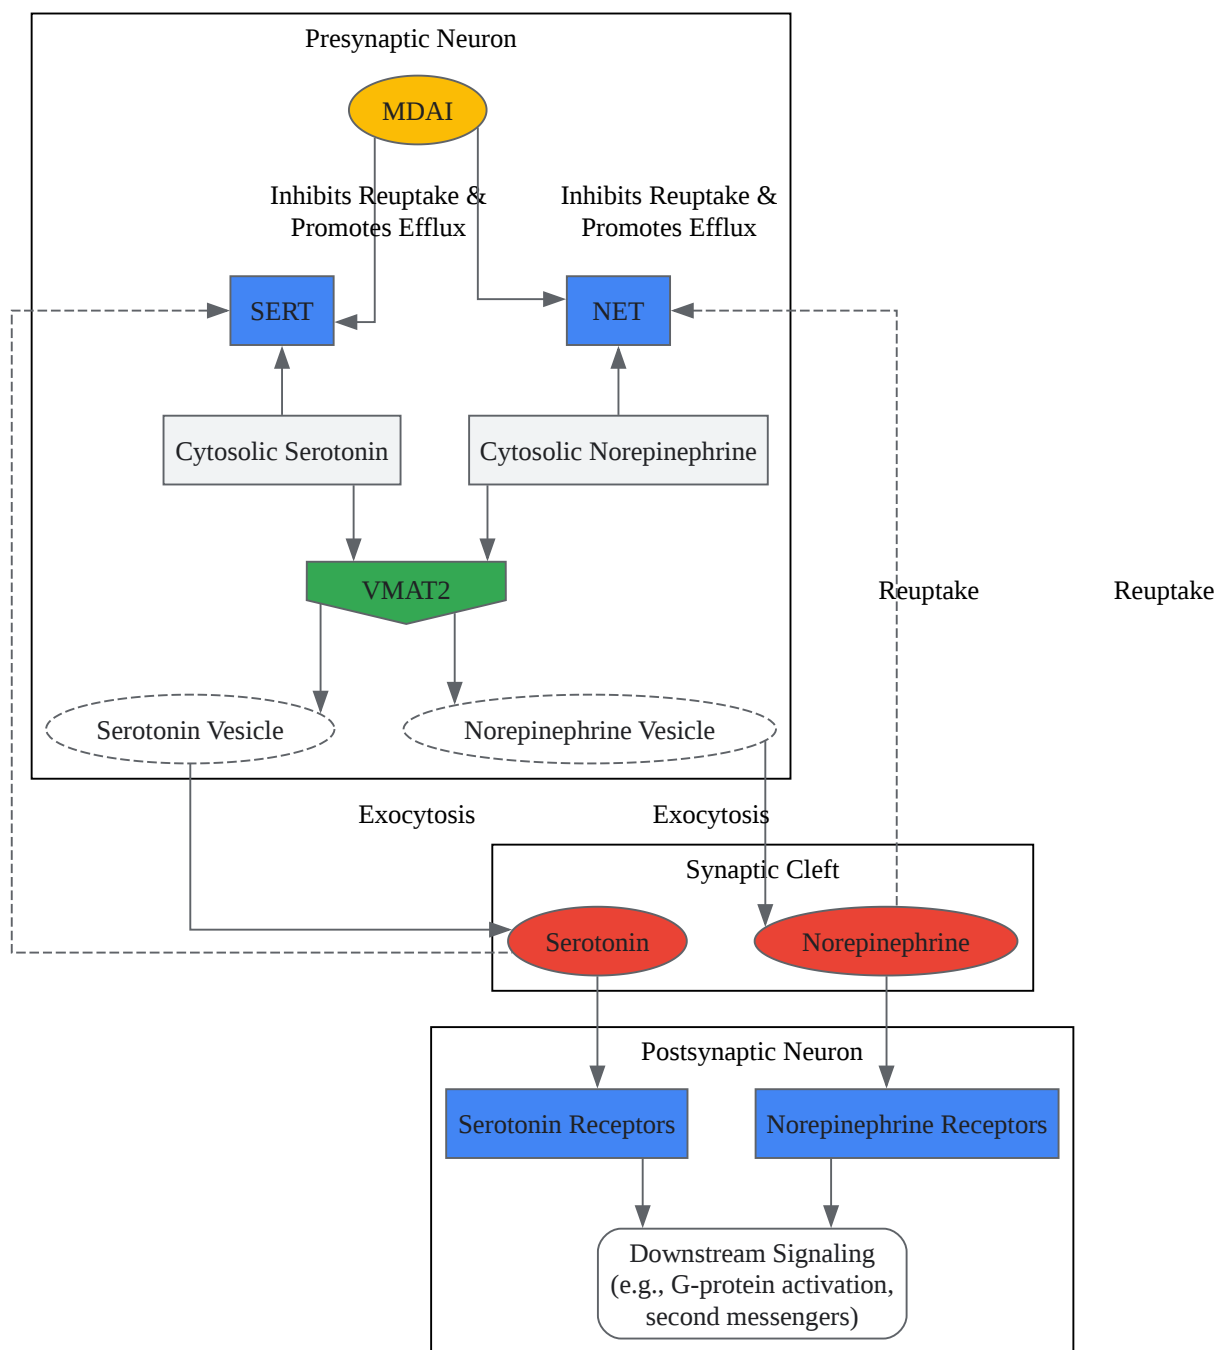 Presynaptic Neuron
MDAI
Inhibits Reuptake &
Promotes Efflux
Inhibits Reuptake &
Promotes Efflux
SERT
NET
Cytosolic Serotonin
Cytosolic Norepinephrine
VMAT2
Reuptake
Reuptake
Serotonin Vesicle
Norepinephrine Vesicle
Exocytosis
Exocytosis
Synaptic Cleft
Serotonin
Norepinephrine
Postsynaptic Neuron
Serotonin Receptors
Norepinephrine Receptors
Downstream Signaling
(e.g., G-protein activation,
second messengers)